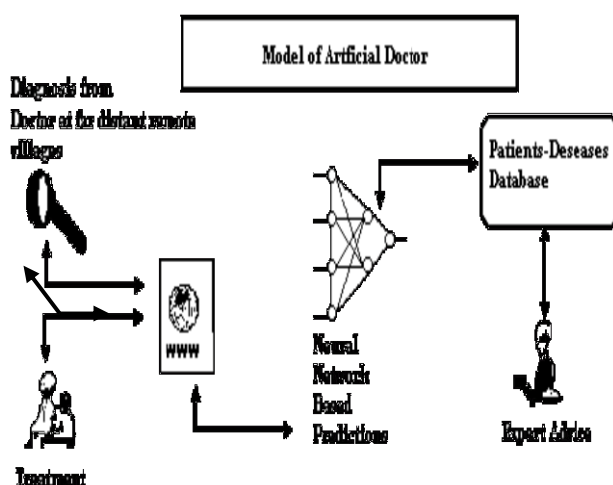 Model of Artficial Doctor
Diagnosis from
Doctor at far distant remote
villages
Patients-Deseases
Database
WWW
Neural
Network
Based
Predictions
Expert Advice
Treatment